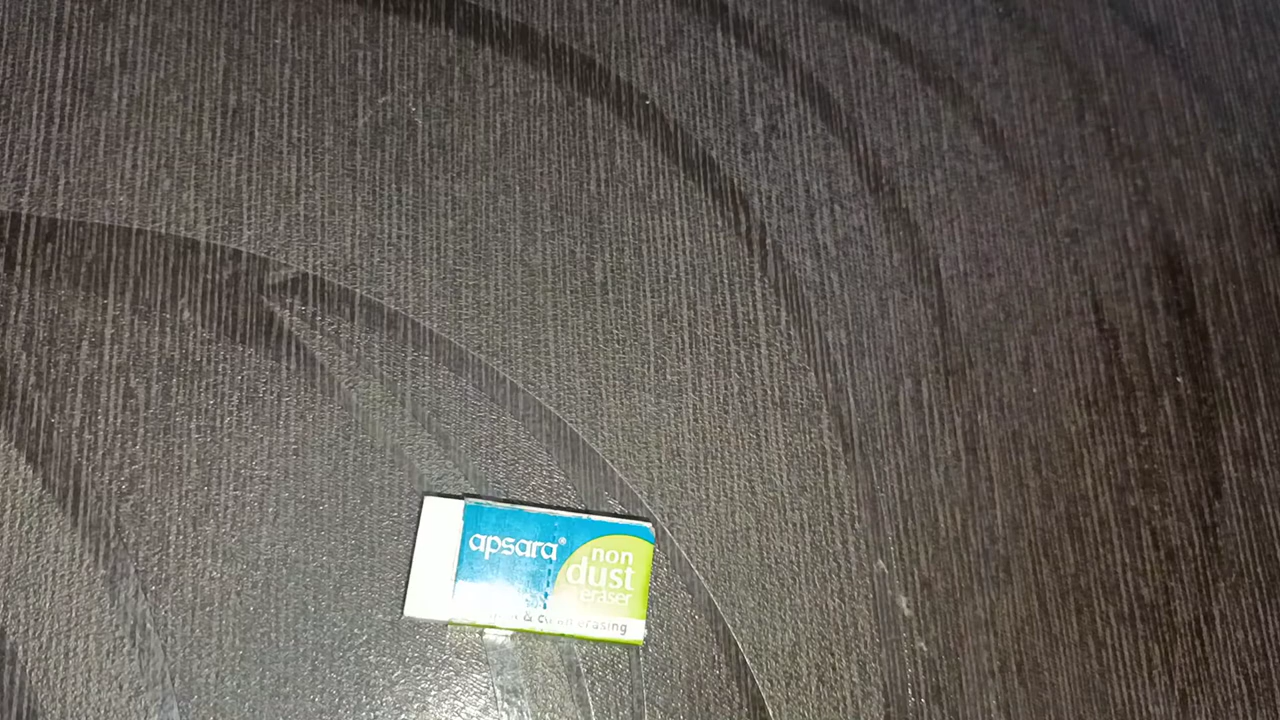 apsara®
non
dust
eraser
& clean erasing